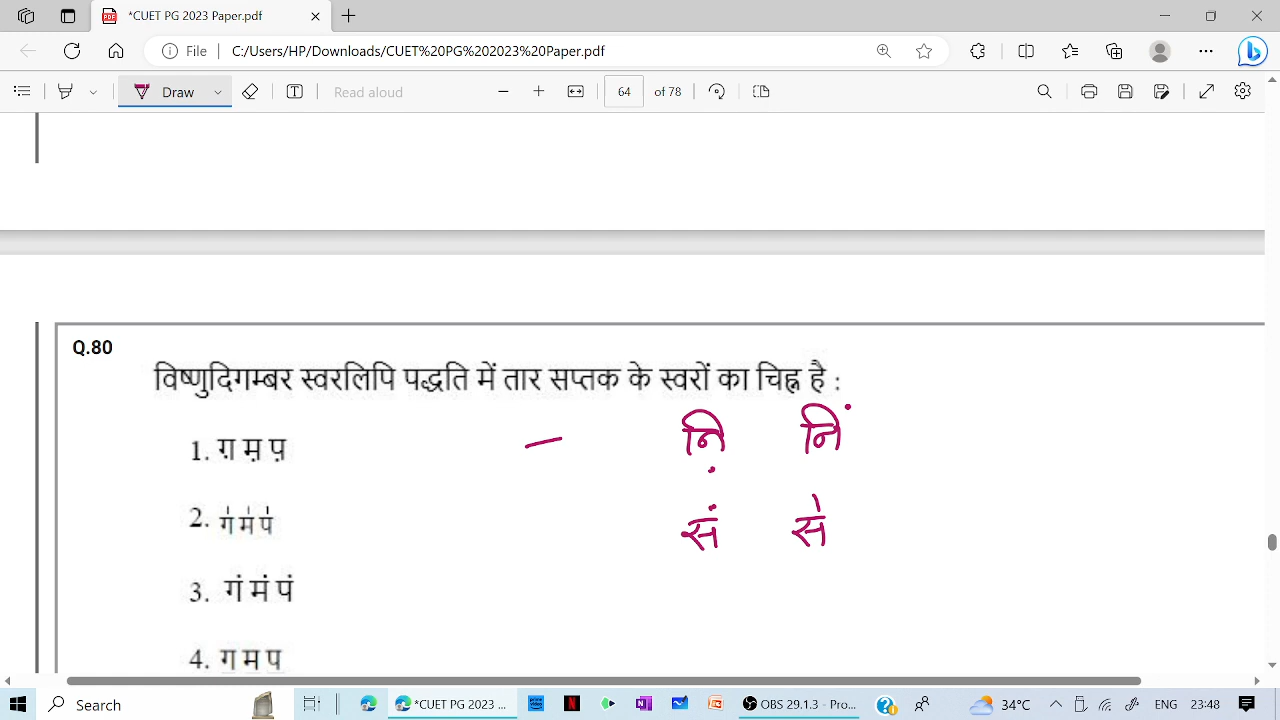 *CUET PG 2023 Paper.pdf
File C:/Users/HP/Downloads/CUET%20PG%202023%20Paper.pdf
Draw Read aloud 64 of 78
Q.80
विष्णुदिगम्बर स्वरलिपि पद्धति में तार सप्तक के स्वरों का चिह्न है :
1. ग़ म़ प़
नि़ निं
2. ग॑ म॑ प॑
सं स॑
3. गं मं पं
4. ग॒ म॒ प॒
Search *CUET PG 2023 ... OBS 29.1.3 - Pro... 34°C ENG 23:48